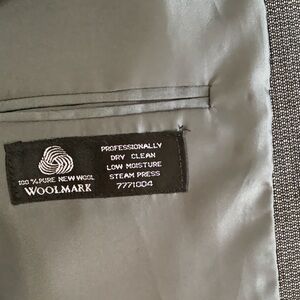 100 % PURE NEW WOOL
WOOLMARK
PROFESSIONALLY
DRY CLEAN
LOW MOISTURE
STEAM PRESS
7771004